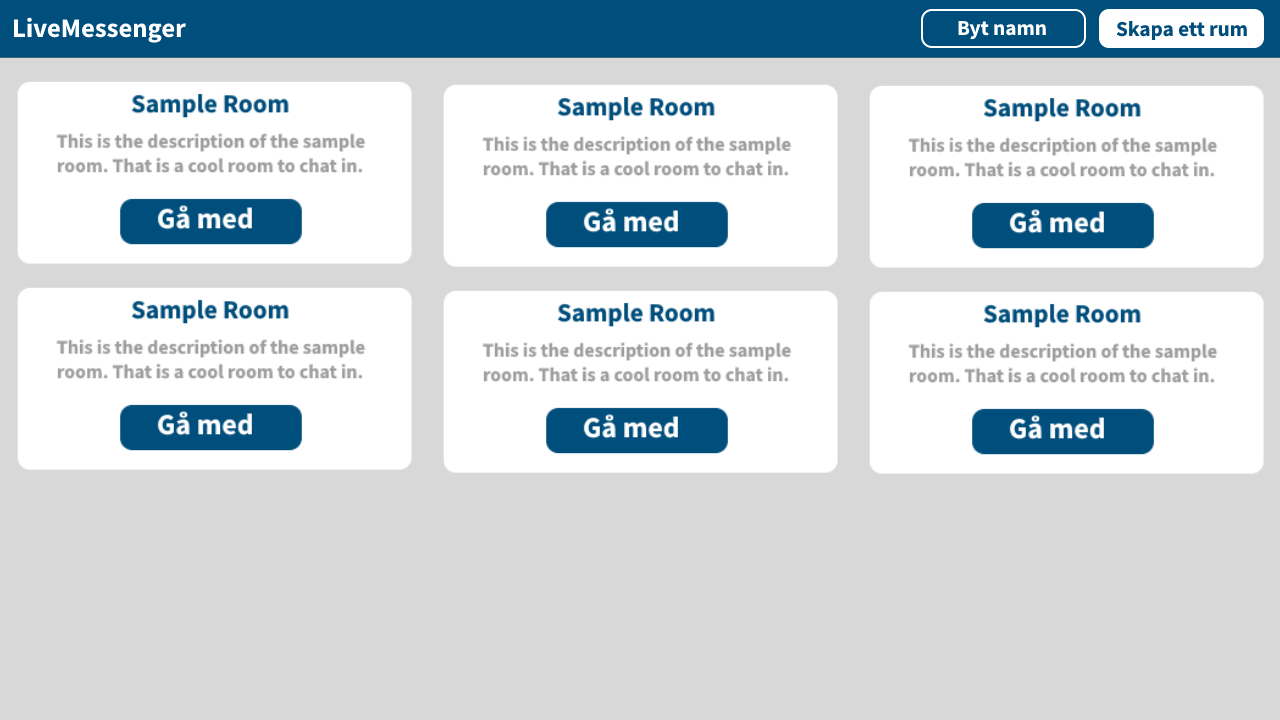 LiveMessenger
Byt namn
Skapa ett rum
Sample Room
This is the description of the sample
room. That is a cool room to chat in.
Gå med
Sample Room
This is the description of the sample
room. That is a cool room to chat in.
Gå med
Sample Room
This is the description of the sample
room. That is a cool room to chat in.
Gå med
Sample Room
This is the description of the sample
room. That is a cool room to chat in.
Gå med
Sample Room
This is the description of the sample
room. That is a cool room to chat in.
Gå med
Sample Room
This is the description of the sample
room. That is a cool room to chat in.
Gå med